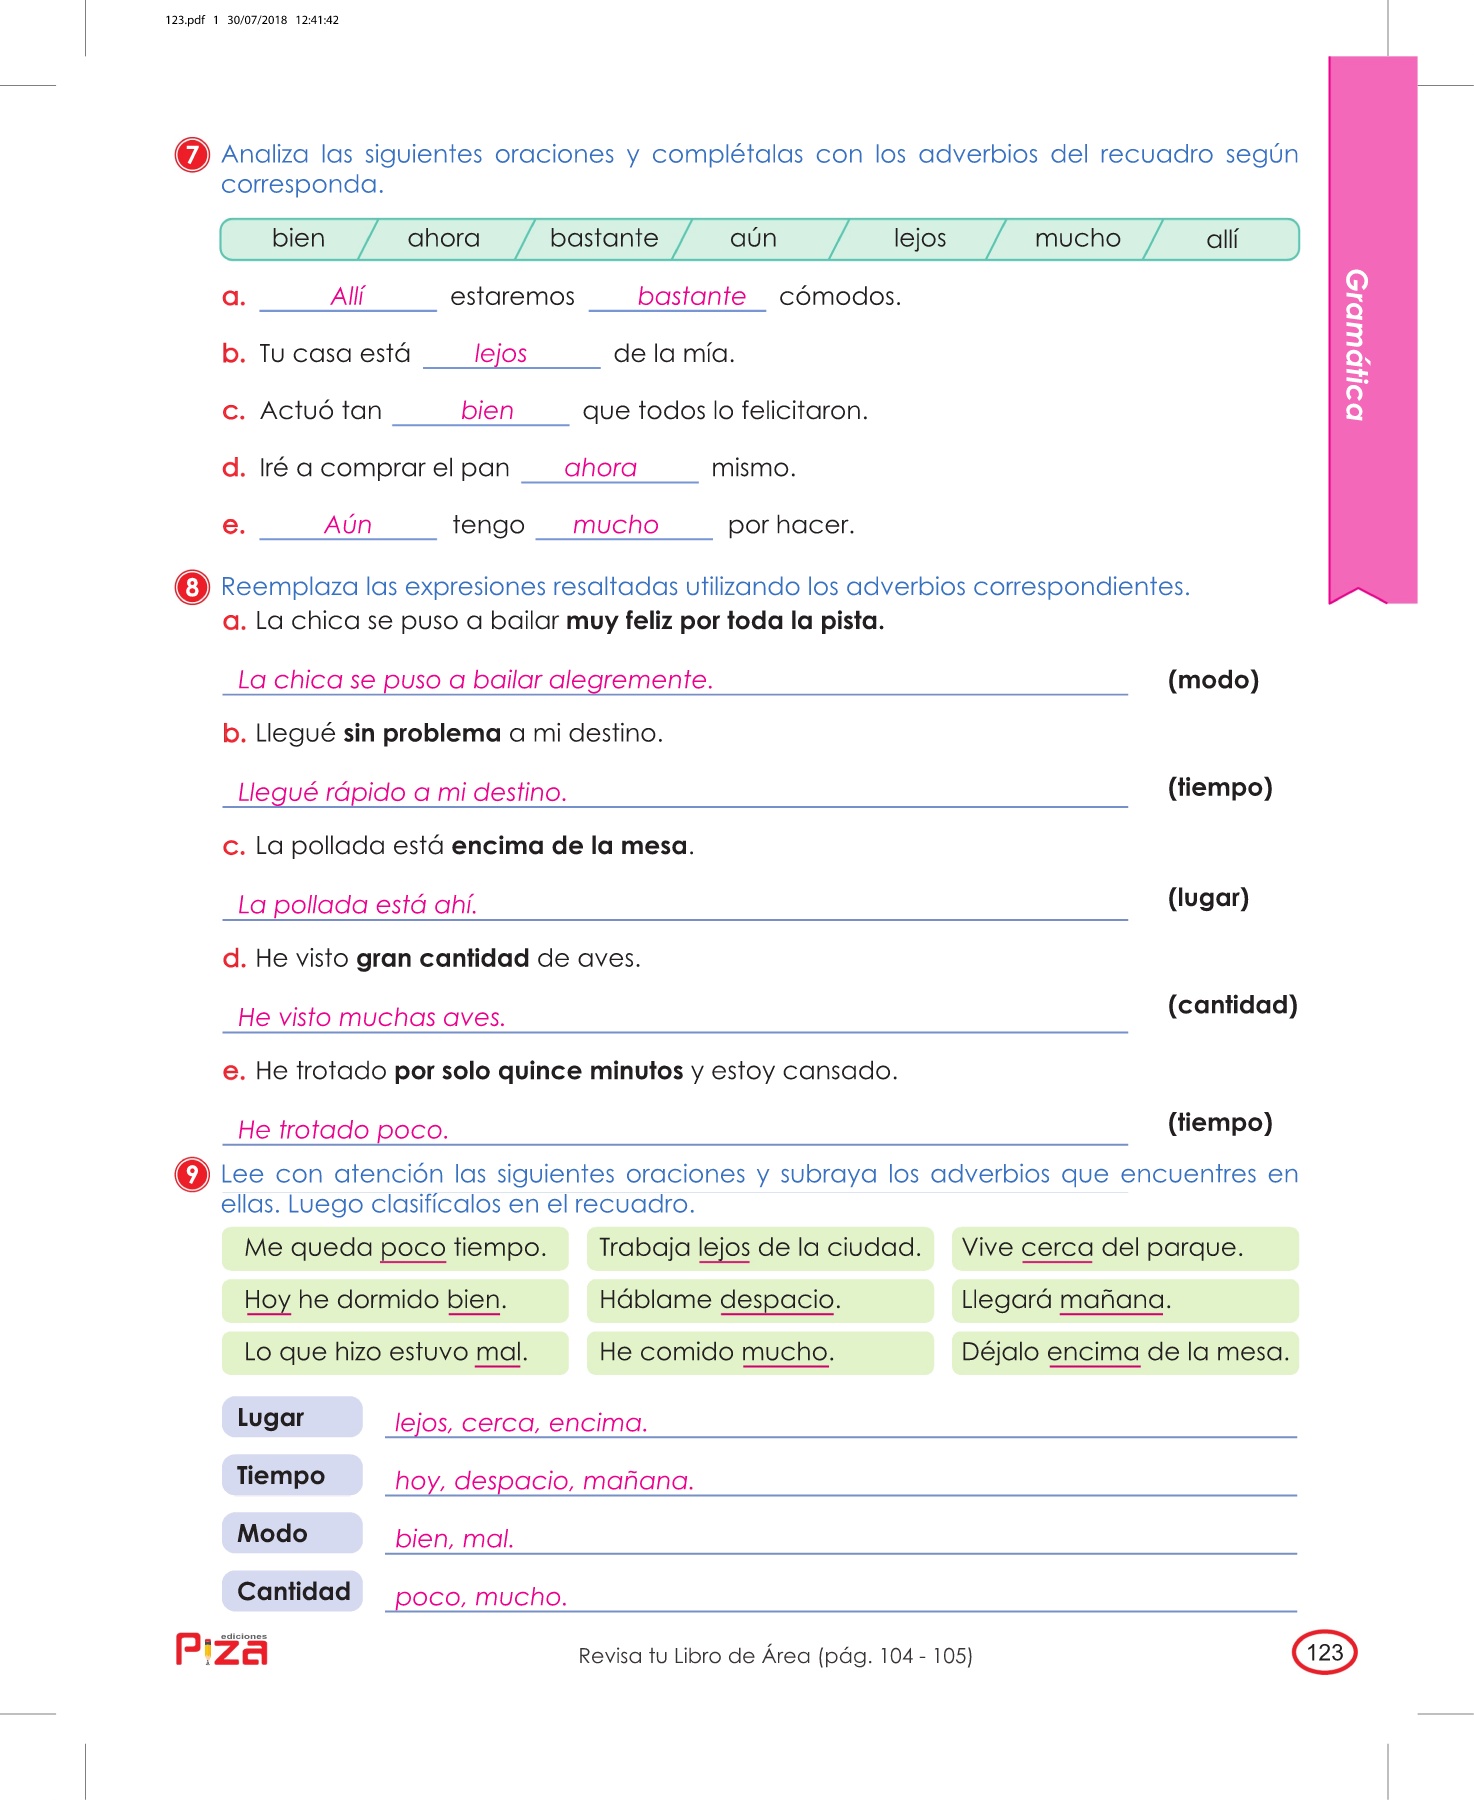 123.pdf 1 30/07/2018 12:41:42
7 Analiza las siguientes oraciones y complétalas con los adverbios del recuadro según
corresponda.
bien ahora bastante aún lejos mucho allí
a. Allí estaremos bastante cómodos.
b. Tu casa está lejos de la mía.
c. Actuó tan bien que todos lo felicitaron.
d. Iré a comprar el pan ahora mismo.
e. Aún tengo mucho por hacer.
Gramática
8 Reemplaza las expresiones resaltadas utilizando los adverbios correspondientes.
a. La chica se puso a bailar muy feliz por toda la pista.
La chica se puso a bailar alegremente. (modo)
b. Llegué sin problema a mi destino.
Llegué rápido a mi destino. (tiempo)
c. La pollada está encima de la mesa.
La pollada está ahí. (lugar)
d. He visto gran cantidad de aves.
He visto muchas aves. (cantidad)
e. He trotado por solo quince minutos y estoy cansado.
He trotado poco. (tiempo)
9 Lee con atención las siguientes oraciones y subraya los adverbios que encuentres en
ellas. Luego clasifícalos en el recuadro.
Me queda poco tiempo. Trabaja lejos de la ciudad. Vive cerca del parque.
Hoy he dormido bien. Háblame despacio. Llegará mañana.
Lo que hizo estuvo mal. He comido mucho. Déjalo encima de la mesa.
Lugar lejos, cerca, encima.
Tiempo hoy, despacio, mañana.
Modo bien, mal.
Cantidad poco, mucho.
ediciones
Piza
Revisa tu Libro de Área (pág. 104 - 105)
123